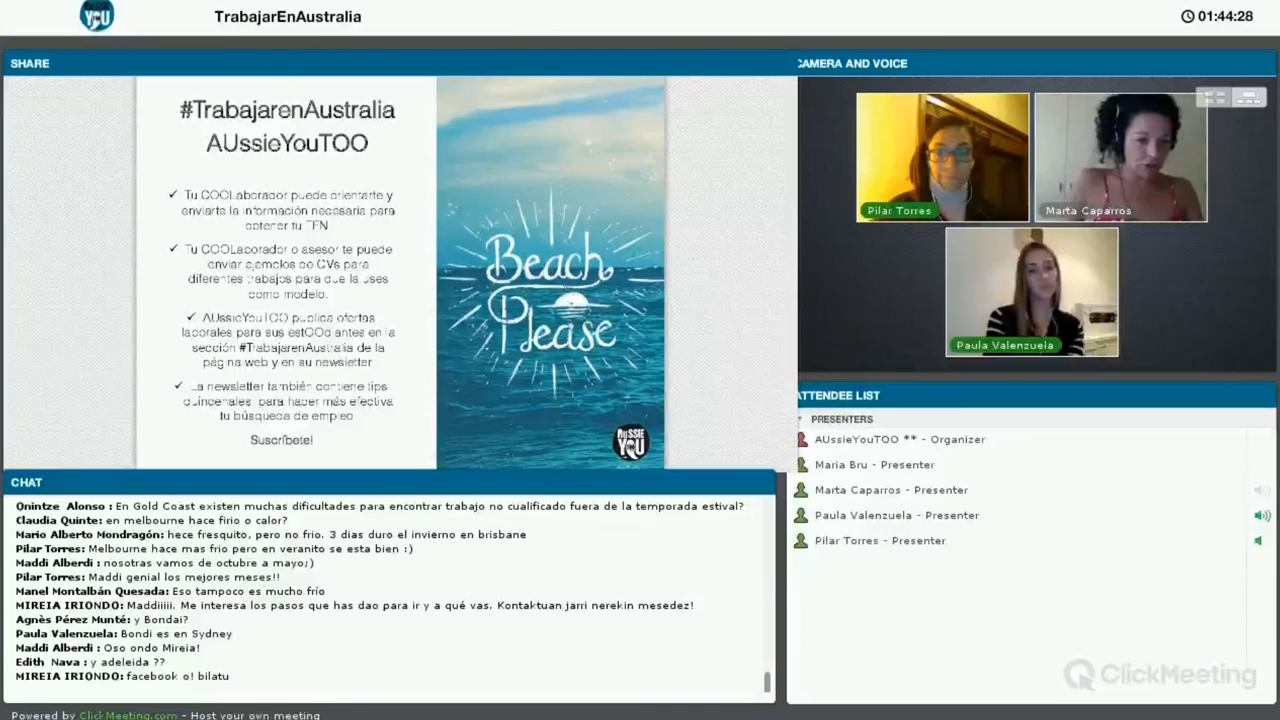 TrabajarEnAustralia
01:44:28
SHARE
#TrabajarenAustralia
AUssieYouTOO
✓ Tu COOLaborador puede orientarte y
enviarte la información necesaria para
obtener tu TFN
✓ Tu COOLaborador o asesor te puede
enviar ejemplos de CVs para
diferentes trabajos para que la uses
como modelo.
✓ AUssieYouTOO publica ofertas
laborales para sus estOOdiantes en la
sección #TrabajarenAustralia de la
página web y en su newsletter
✓ La newsletter también contiene tips
quincenales para hacer más efectiva
tu búsqueda de empleo
Suscríbete!
Beach
Please
AUSSIE
YOU
CAMERA AND VOICE
Pilar Torres
Marta Caparros
Paula Valenzuela
ATTENDEE LIST
PRESENTERS
AUssieYouTOO ** - Organizer
Maria Bru - Presenter
Marta Caparros - Presenter
Paula Valenzuela - Presenter
Pilar Torres - Presenter
CHAT
Onintze Alonso : En Gold Coast existen muchas dificultades para encontrar trabajo no cualificado fuera de la temporada estival?
Claudia Quinte: en melbourne hace firio o calor?
Mario Alberto Mondragón: hece fresquito, pero no frio. 3 dias duro el invierno en brisbane
Pilar Torres: Melbourne hace mas frio pero en veranito se esta bien :)
Maddi Alberdi : nosotras vamos de octubre a mayo;)
Pilar Torres: Maddi genial los mejores meses!!
Manel Montalbán Quesada: Eso tampoco es mucho frío
MIREIA IRIONDO: Maddiiiii. Me interesa los pasos que has dao para ir y a qué vas. Kontaktuan jarri nerekin mesedez!
Agnès Pérez Munté: y Bondai?
Paula Valenzuela: Bondi es en Sydney
Maddi Alberdi : Oso ondo Mireia!
Edith Nava : y adeleida ??
MIREIA IRIONDO: facebook o! bilatu
ClickMeeting
Powered by ClickMeeting.com - Host your own meeting